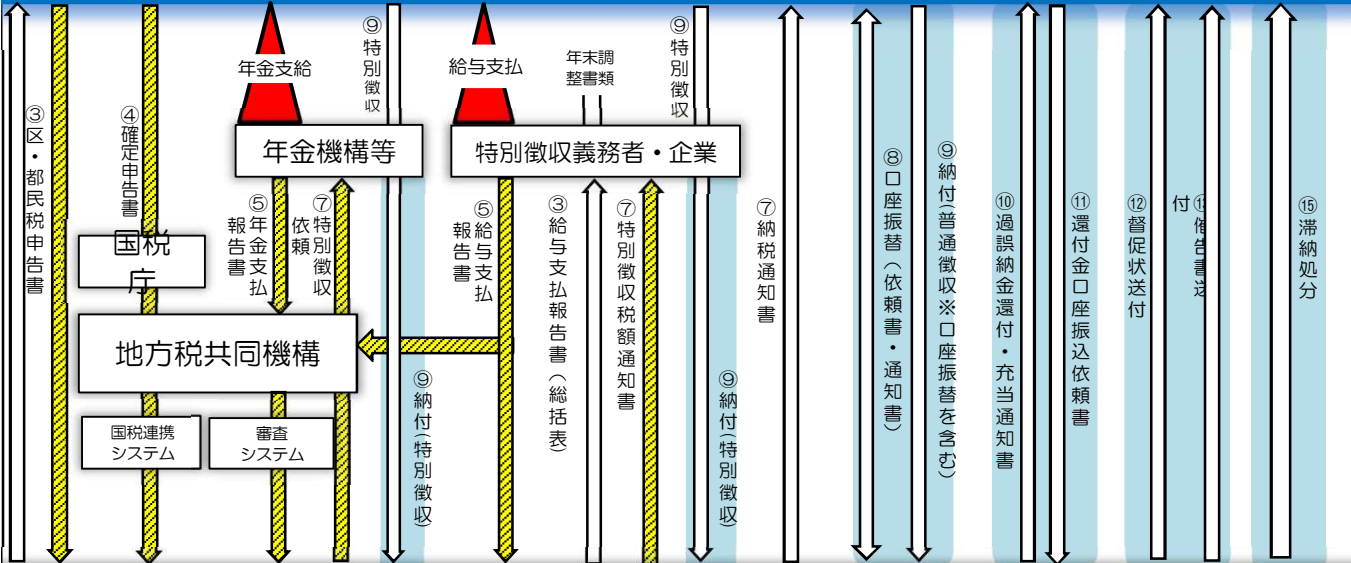 ③区・都民税申告書
④確定申告書
国税
庁
年金支給
⑨特別徴収
給与支払
年末調
整書類
⑨特別徴収
年金機構等
特別徴収義務者・企業
⑤年金支払
報告書
⑦特別徴収
依頼
⑤給与支払
報告書
③給与支払報告書（総括表）
⑦特別徴収税額通知書
地方税共同機構
国税連携
システム
審査
システム
⑨納付(特別徴収)
⑨納付(特別徴収)
⑦納税通知書
⑧口座振替（依頼書・通知書）
⑨納付(普通徴収※口座振替を含む)
⑩過誤納金還付・充当通知書
⑪還付金口座振込依頼書
⑫督促状送付
⑬催告書送
付
⑮滞納処分